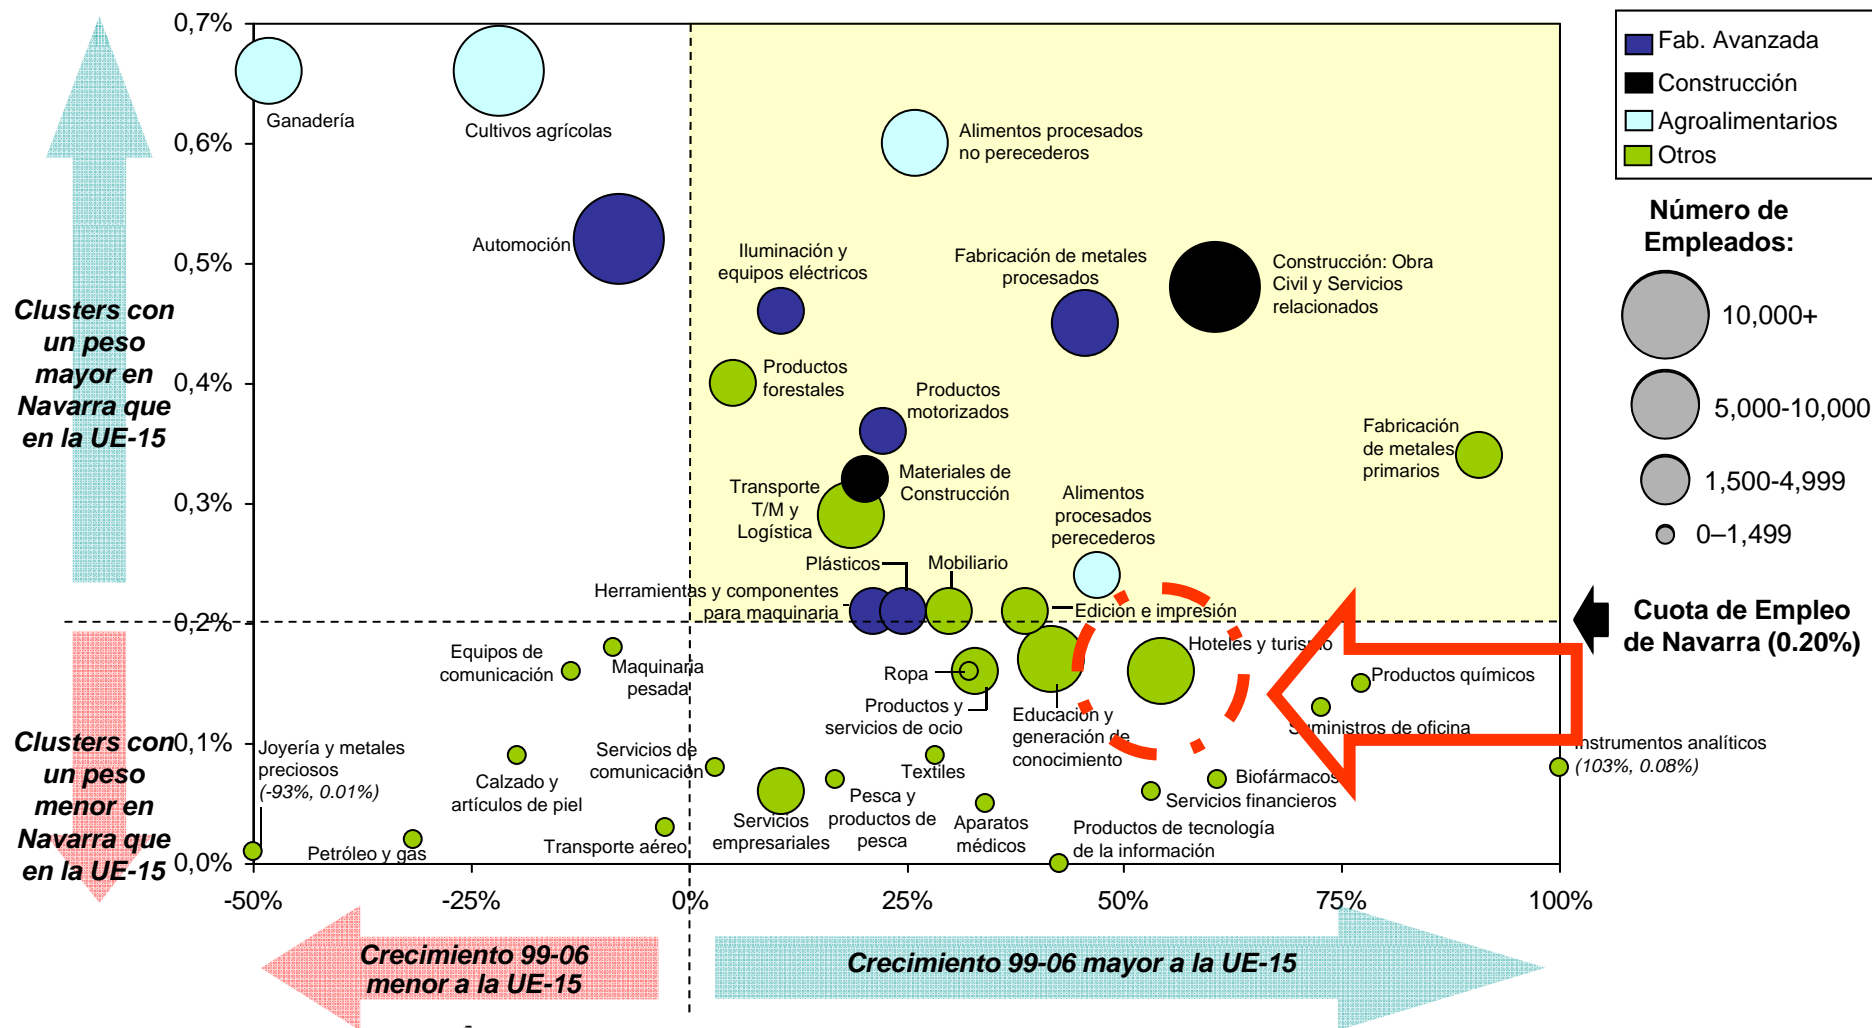 0,7%
0,6%
0,5%
0,4%
0,3%
0,2%
0,1%
0,0%
-50%
-25%
0%
25%
50%
75%
100%
Clusters con
un peso
mayor en
Navarra que
en la UE-15
Clusters con
un peso
menor en
Navarra que
en la UE-15
Ganadería
Cultivos agrícolas
Alimentos procesados
no perecederos
Automoción
Iluminación y
equipos eléctricos
Fabricación de metales
procesados
Construcción: Obra
Civil y Servicios
relacionados
Productos
forestales
Productos
motorizados
Fabricación
de metales
primarios
Materiales de
Construcción
Transporte
T/M y
Logística
Alimentos
procesados
perecederos
Plásticos
Mobiliario
Herramientas y componentes
para maquinaria
Edición e impresión
Equipos de
comunicación
Maquinaria
pesada
Ropa
Hoteles y turismo
Productos químicos
Productos y
servicios de ocio
Educación y
generación de
conocimiento
Suministros de oficina
Joyería y metales
preciosos
(-93%, 0.01%)
Calzado y
artículos de piel
Servicios de
comunicación
Textiles
Instrumentos analíticos
(103%, 0.08%)
Biofármacos
Servicios financieros
Petróleo y gas
Transporte aéreo
Servicios
empresariales
Pesca y
productos de
pesca
Aparatos
médicos
Productos de tecnología
de la información
Crecimiento 99-06
menor a la UE-15
Crecimiento 99-06 mayor a la UE-15
Fab. Avanzada
Construcción
Agroalimentarios
Otros
Número de
Empleados:
10,000+
5,000-10,000
1,500-4,999
0–1,499
Cuota de Empleo
de Navarra (0.20%)